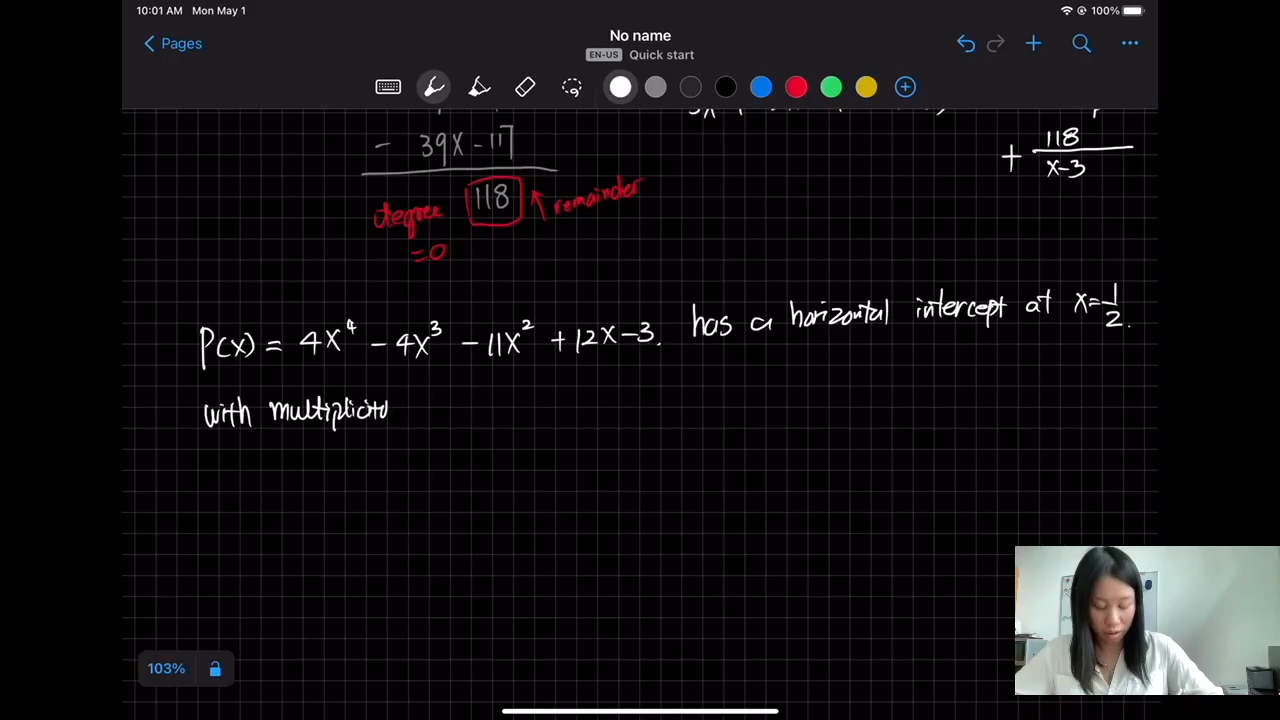 10:01 AM Mon May 1
100%
Pages
No name
EN-US Quick start
- 39x - 117
118
degree
=0
remainder
+ 118
x-3
P(x) = 4x⁴ - 4x³ - 11x² + 12x - 3. has a horizontal intercept at x = 1/2.
with
103%